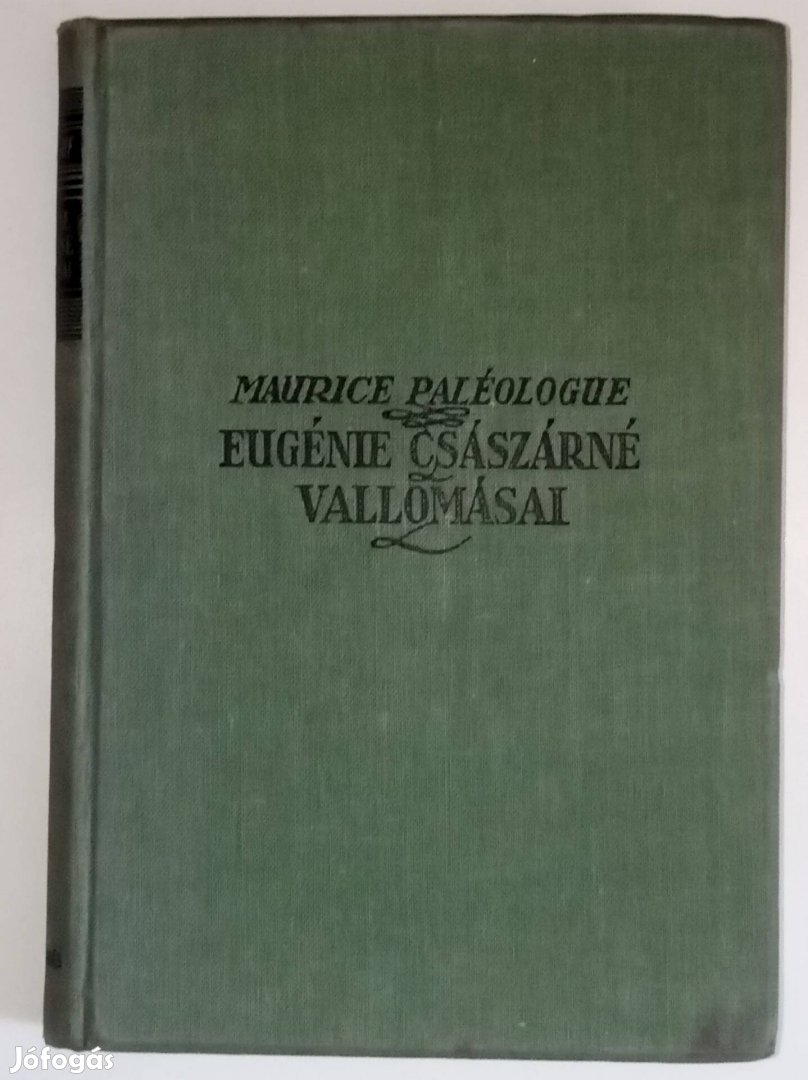 MAURICE PALÉOLOGUE
EUGÉNIE CSÁSZÁRNÉ
VALLOMÁSAI
Jófogás